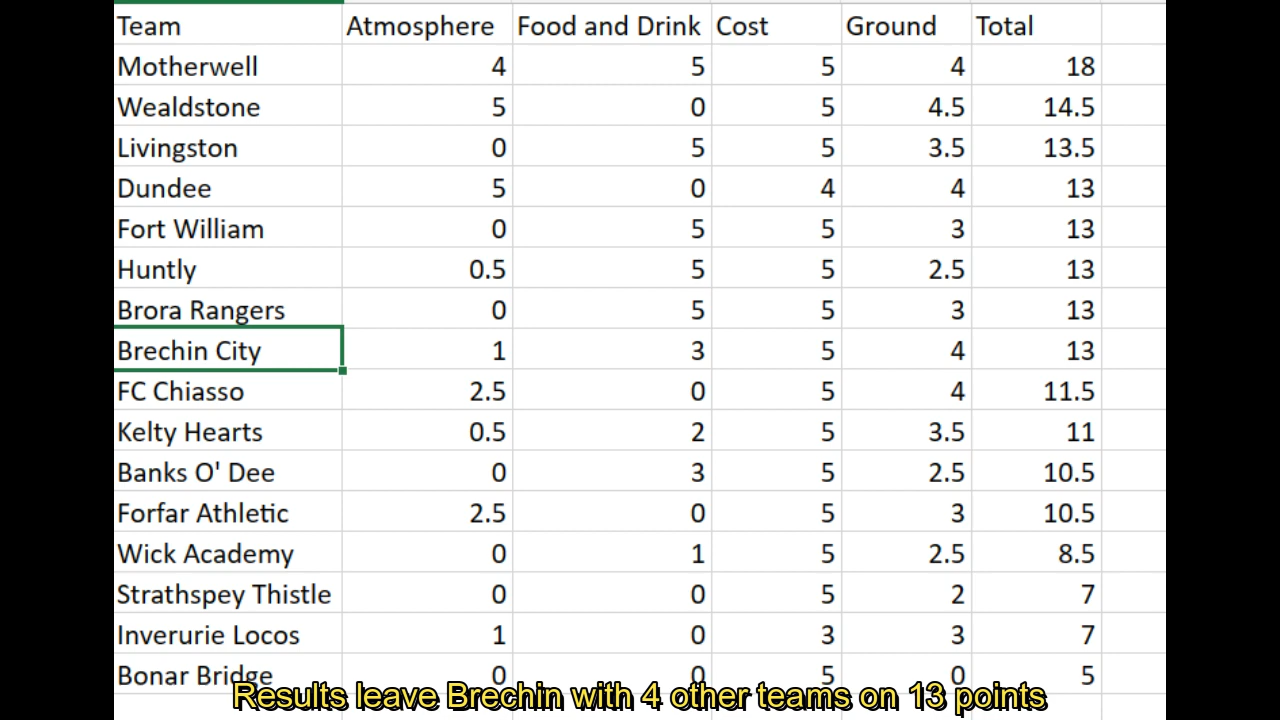 Team Atmosphere Food and Drink Cost Ground Total
Motherwell 4 5 5 4 18
Wealdstone 5 0 5 4.5 14.5
Livingston 0 5 5 3.5 13.5
Dundee 5 0 4 4 13
Fort William 0 5 5 3 13
Huntly 0.5 5 5 2.5 13
Brora Rangers 0 5 5 3 13
Brechin City 1 3 5 4 13
FC Chiasso 2.5 0 5 4 11.5
Kelty Hearts 0.5 2 5 3.5 11
Banks O' Dee 0 3 5 2.5 10.5
Forfar Athletic 2.5 0 5 3 10.5
Wick Academy 0 1 5 2.5 8.5
Strathspey Thistle 0 0 5 2 7
Inverurie Locos 1 0 3 3 7
Bonar Bridge 0 0 5 0 5
Results leave Brechin with 4 other teams on 13 points